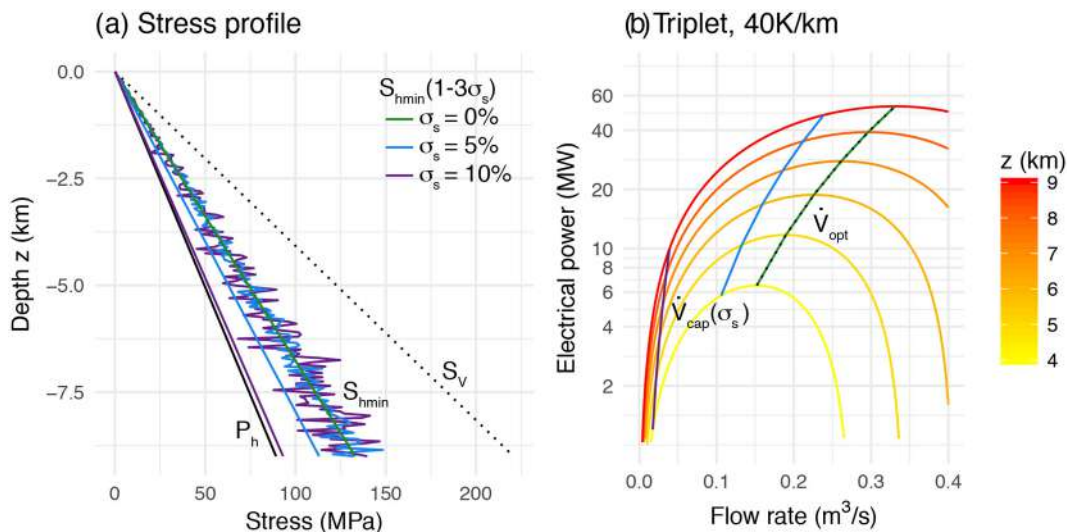 (a) Stress profile
0.0
−2.5
−5.0
−7.5
Depth z (km)
0
50
100
150
200
Stress (MPa)
S_hmin(1-3σ_s)
σ_s = 0%
σ_s = 5%
σ_s = 10%
S_V
S_hmin
P_h
(b) Triplet, 40K/km
60
40
20
10
8
6
4
2
Electrical power (MW)
V̇_opt
V̇_cap(σ_s)
0.0
0.1
0.2
0.3
0.4
Flow rate (m³/s)
z (km)
9
8
7
6
5
4